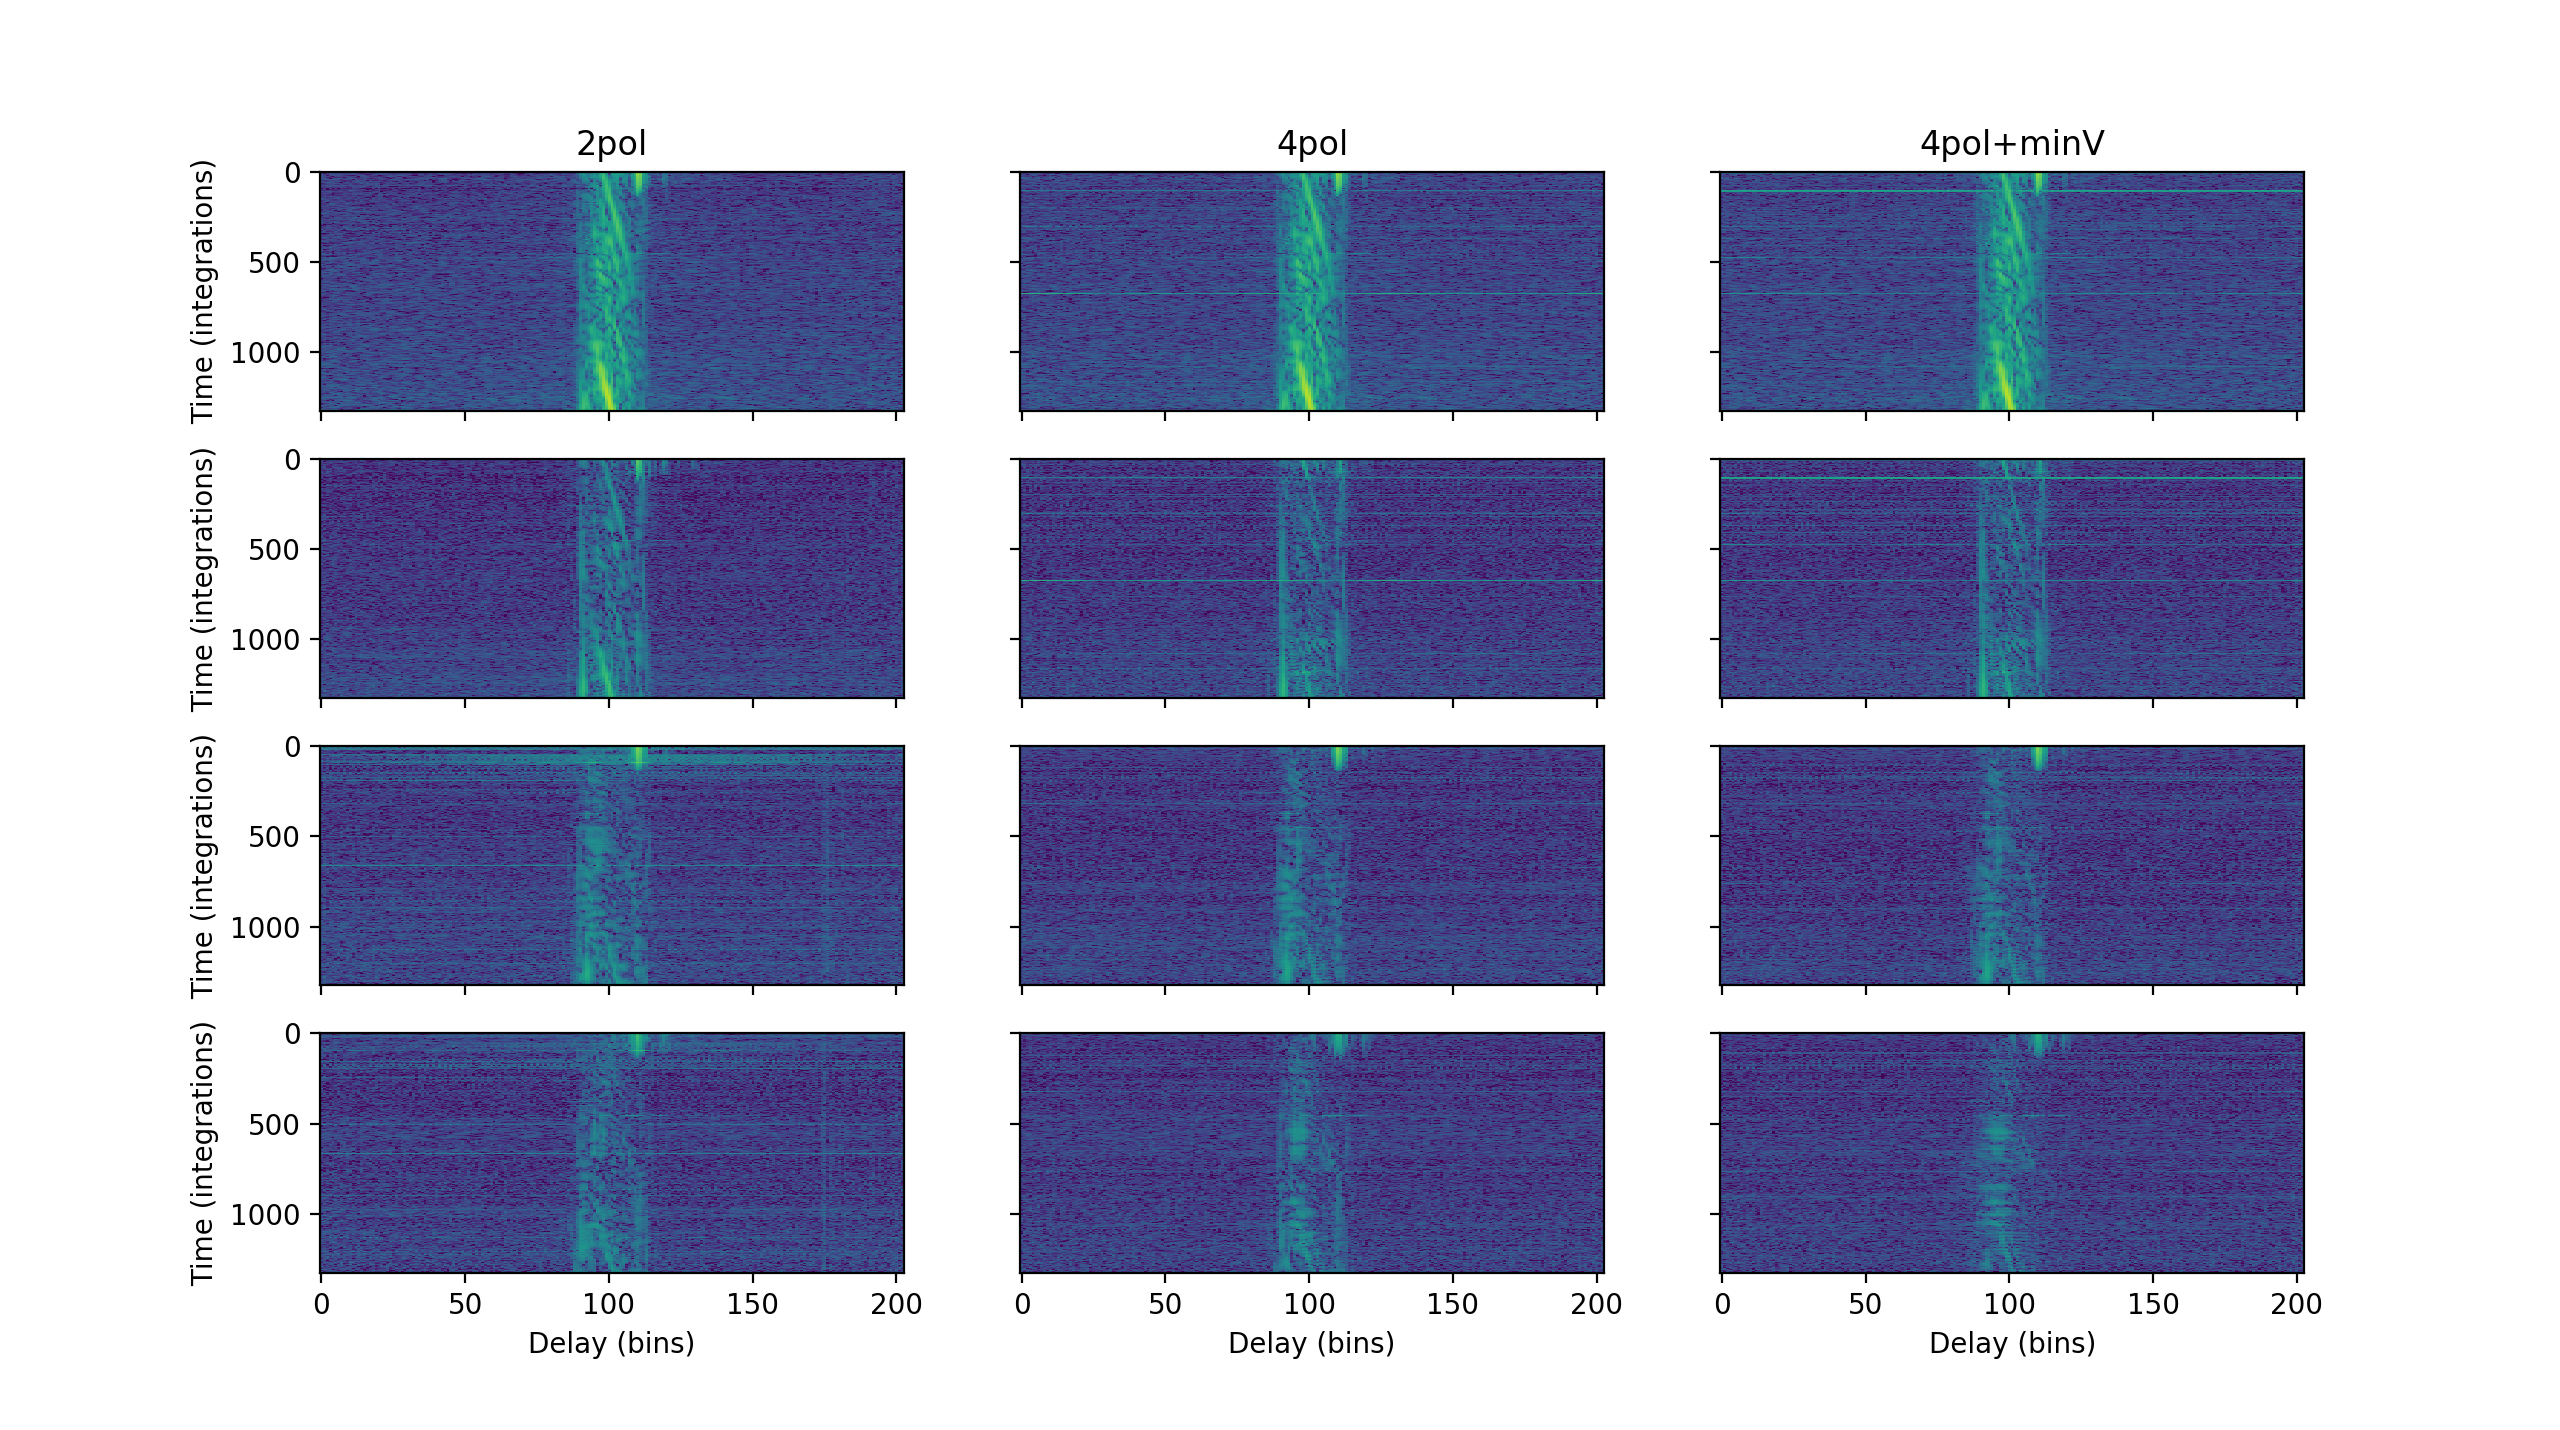 2pol 4pol 4pol+minV
Time (integrations)
0
500
1000
Time (integrations)
0
500
1000
Time (integrations)
0
500
1000
Time (integrations)
0
500
1000
0 50 100 150 200 0 50 100 150 200 0 50 100 150 200
Delay (bins) Delay (bins) Delay (bins)